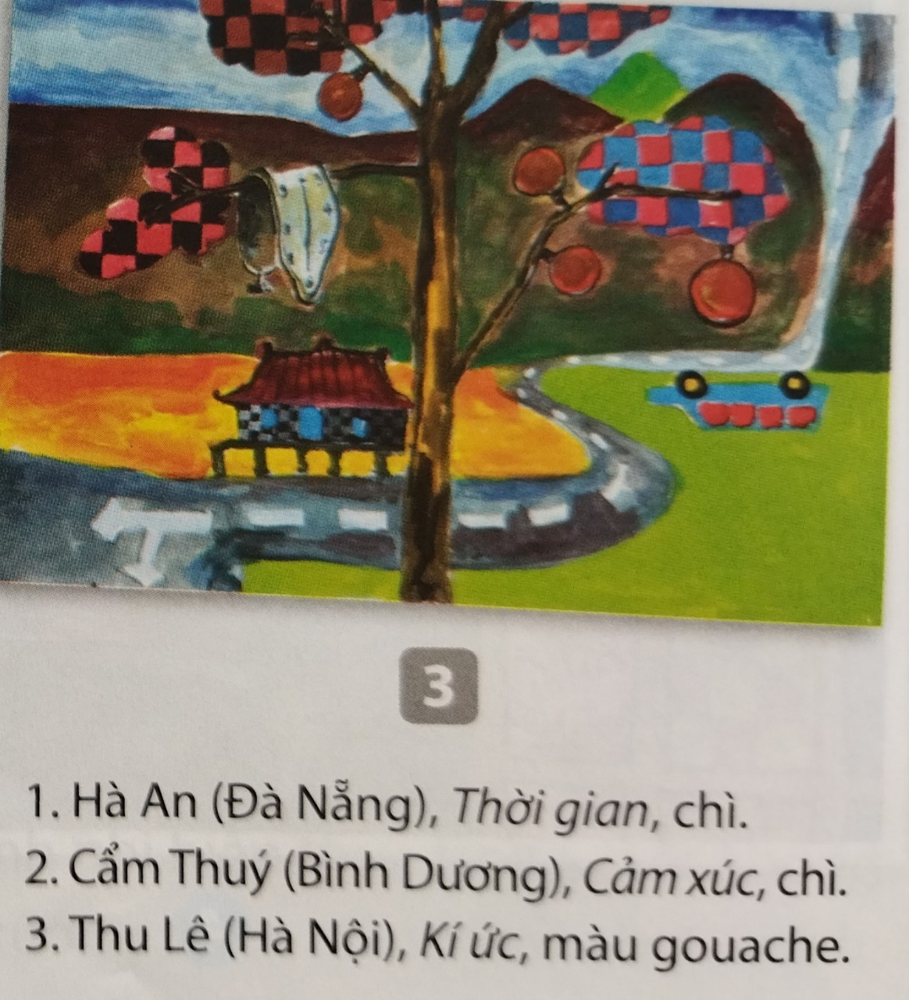 3
1. Hà An (Đà Nẵng), Thời gian, chì.
2. Cẩm Thuý (Bình Dương), Cảm xúc, chì.
3. Thu Lê (Hà Nội), Kí ức, màu gouache.